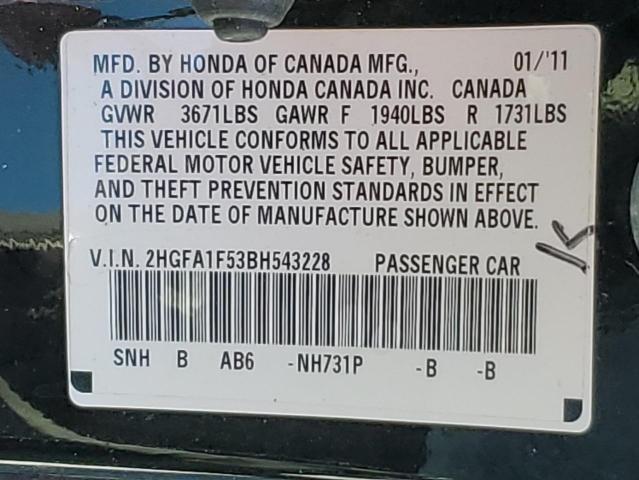 MFD. BY HONDA OF CANADA MFG., 01/'11
A DIVISION OF HONDA CANADA INC. CANADA
GVWR 3671LBS GAWR F 1940LBS R 1731LBS
THIS VEHICLE CONFORMS TO ALL APPLICABLE
FEDERAL MOTOR VEHICLE SAFETY, BUMPER,
AND THEFT PREVENTION STANDARDS IN EFFECT
ON THE DATE OF MANUFACTURE SHOWN ABOVE.
V.I.N. 2HGFA1F53BH543228 PASSENGER CAR
SNH B AB6 -NH731P -B -B